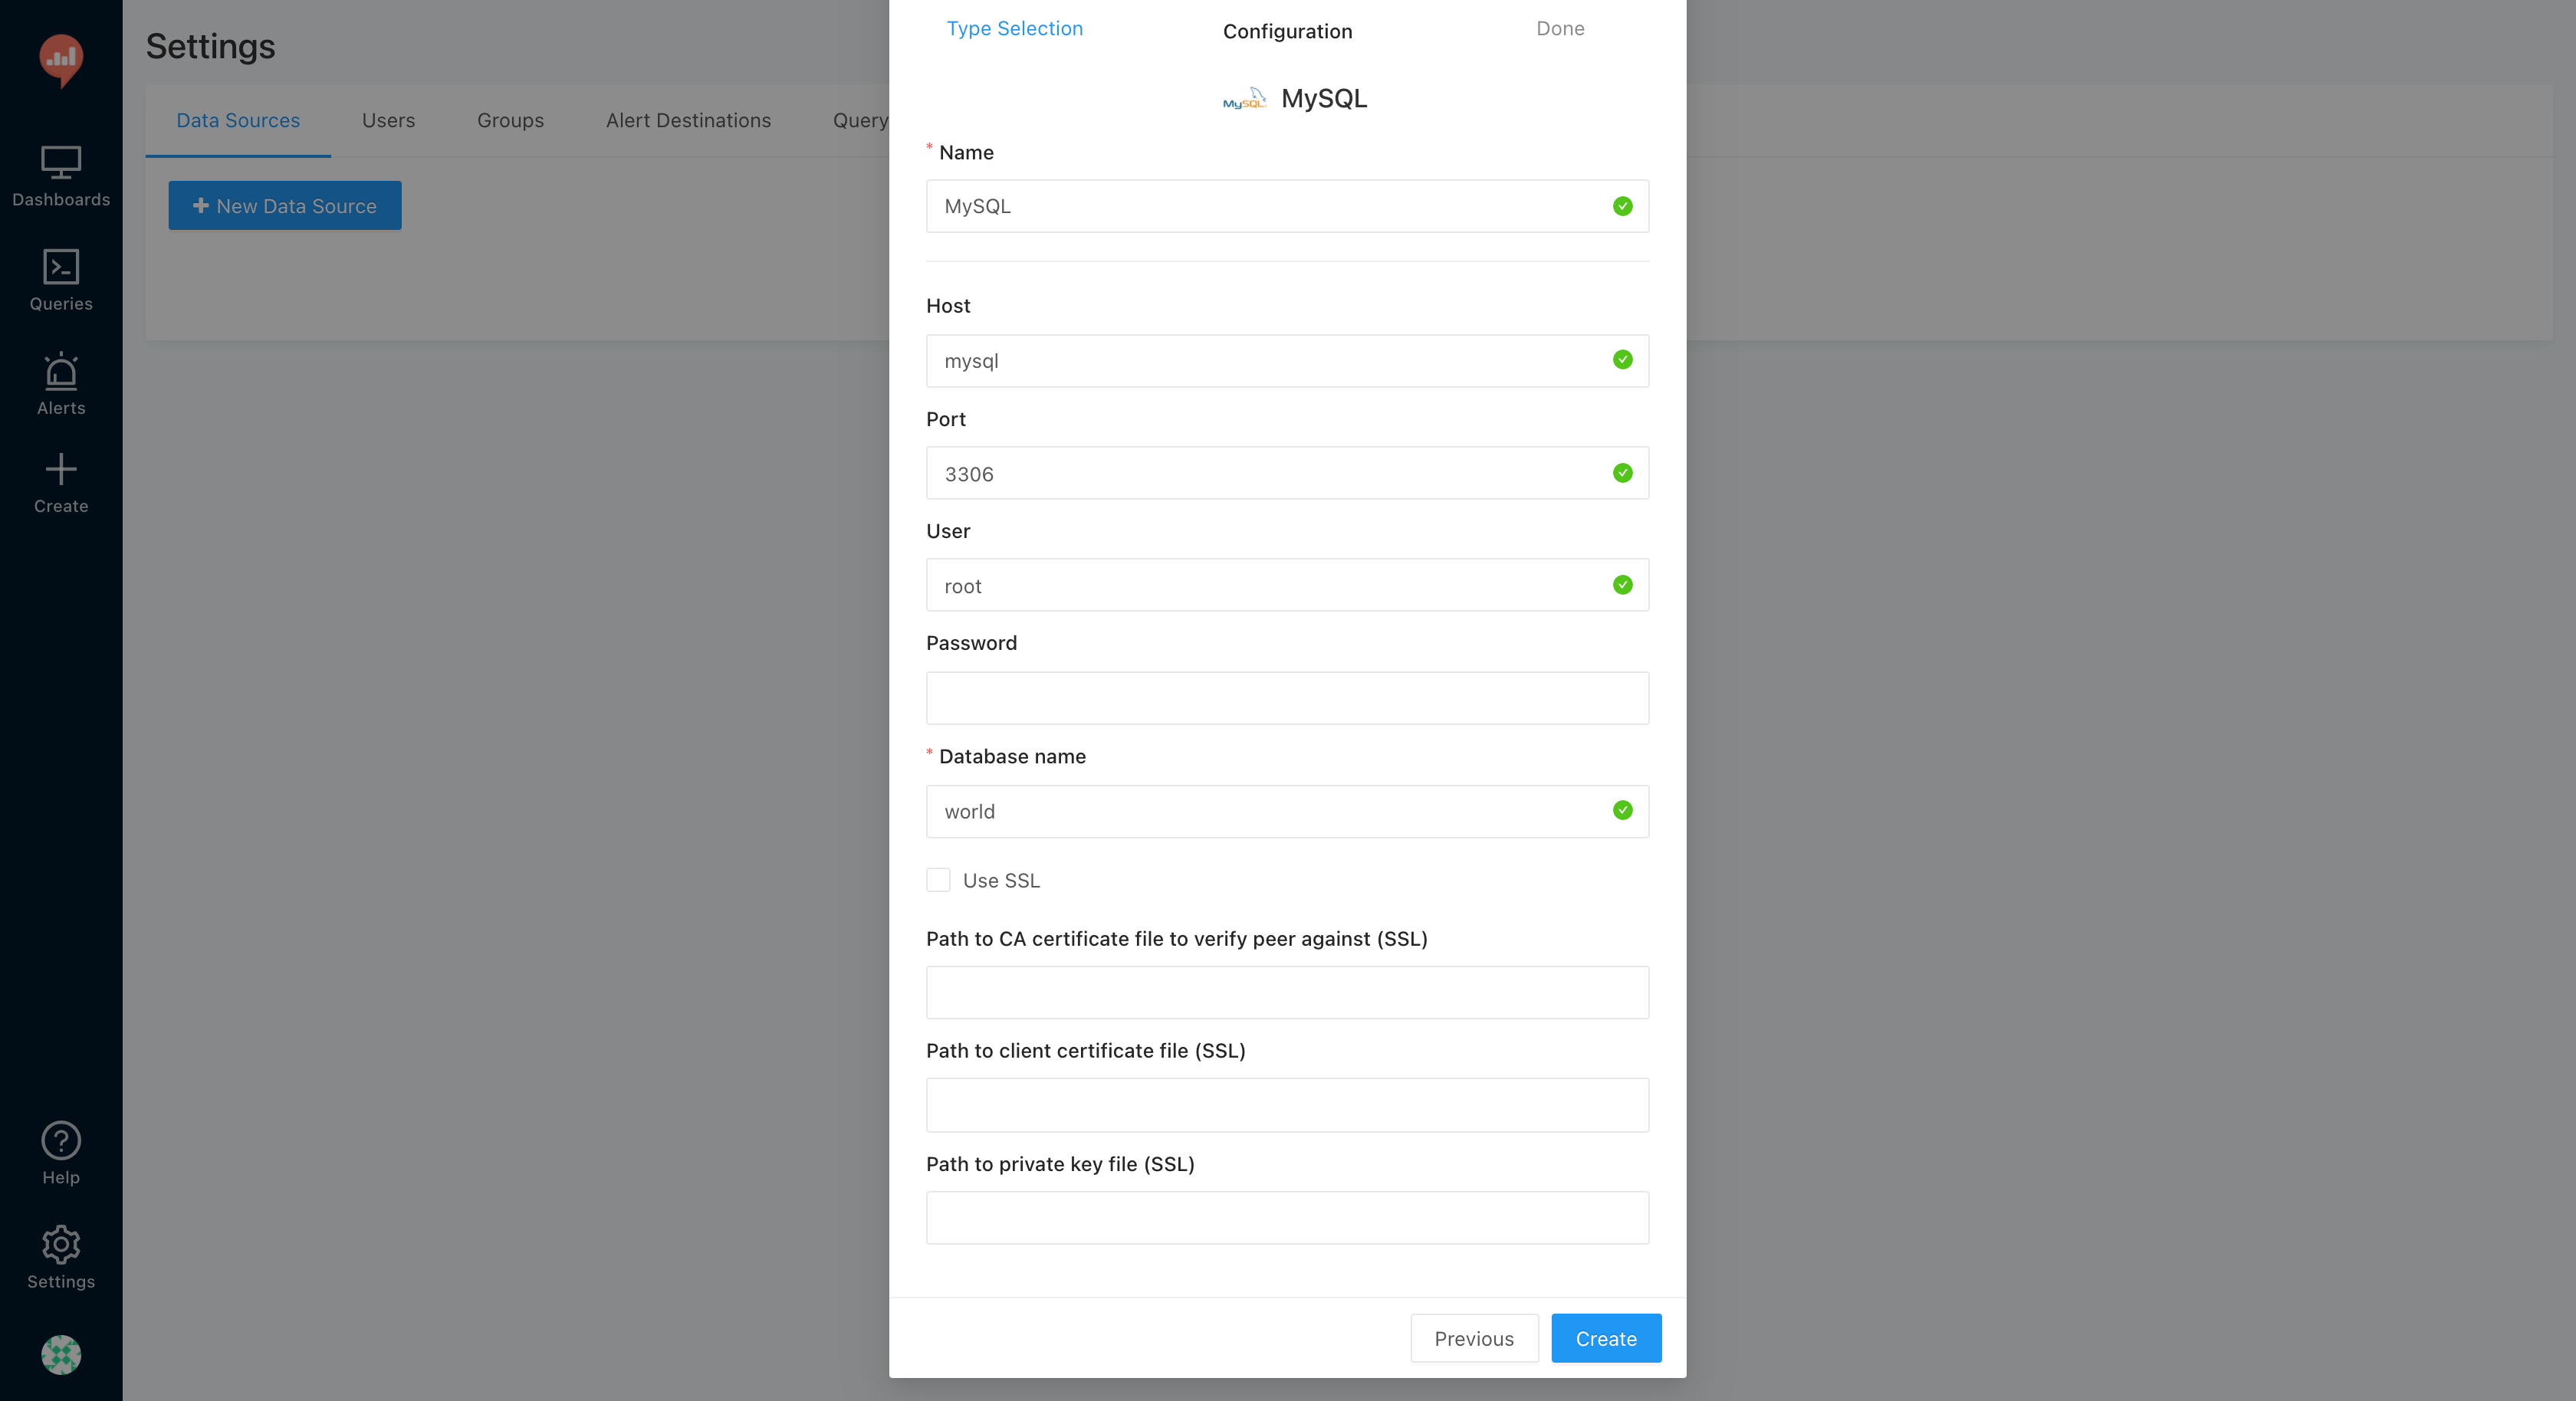 Dashboards
Queries
Alerts
Create
Help
Settings
Settings
Data Sources Users Groups Alert Destinations Query
New Data Source
Type Selection Configuration Done
MySQL MySQL
* Name
MySQL
Host
mysql
Port
3306
User
root
Password
* Database name
world
Use SSL
Path to CA certificate file to verify peer against (SSL)
Path to client certificate file (SSL)
Path to private key file (SSL)
Previous Create